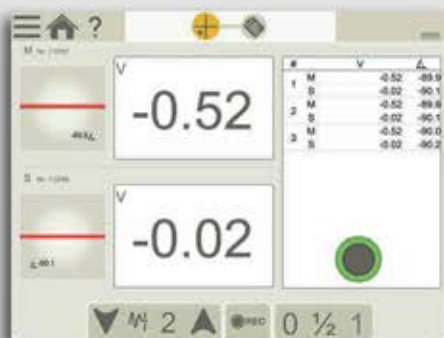 ?
M
V
-0.52
S
V
-0.02
# V
1 M -0.52 -89.9
S -0.02 -90.1
2 M -0.52 -89.9
S -0.02 -90.1
3 M -0.52 -90.0
S -0.02 -90.2
2 REC 0 ½ 1